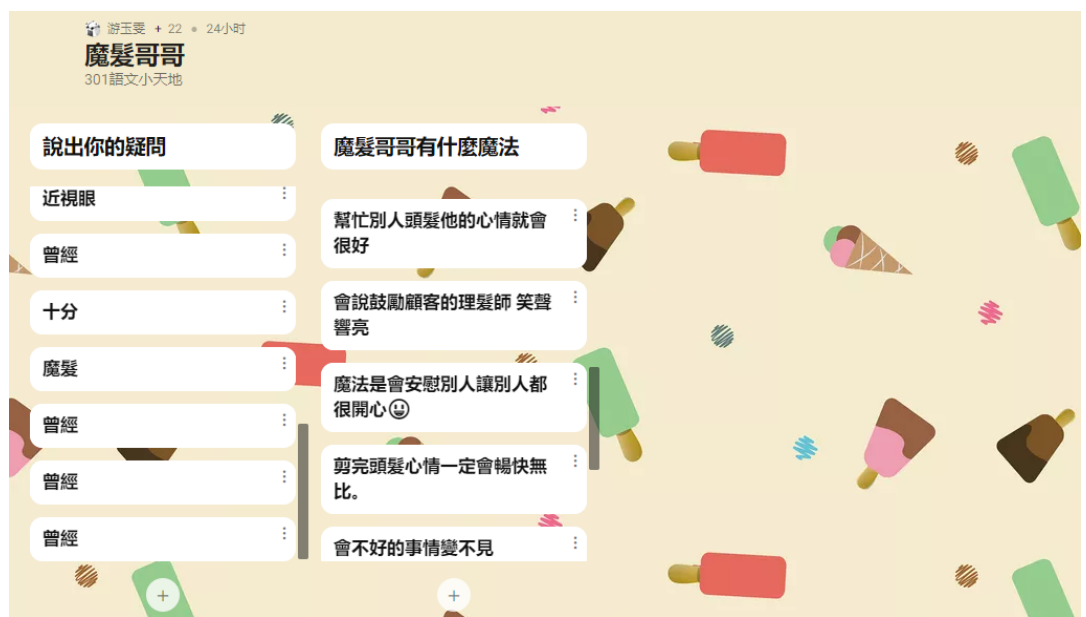 游玉雯 + 22 • 24小时
魔髮哥哥
301語文小天地
說出你的疑問
近視眼
曾經
十分
魔髮
曾經
曾經
曾經
魔髮哥哥有什麼魔法
幫忙別人頭髮他的心情就會
很好
會說鼓勵顧客的理髮師 笑聲
響亮
魔法是會安慰別人讓別人都
很開心😃
剪完頭髮心情一定會暢快無
比。
會不好的事情變不見